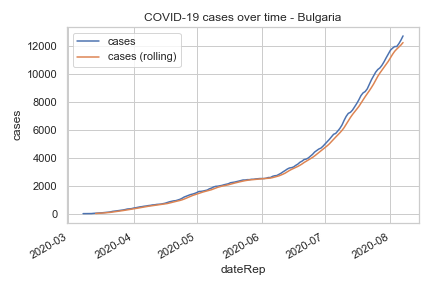 COVID-19 cases over time - Bulgaria
cases
cases (rolling)
12000
10000
8000
6000
4000
2000
0
cases
2020-03
2020-04
2020-05
2020-06
2020-07
2020-08
dateRep